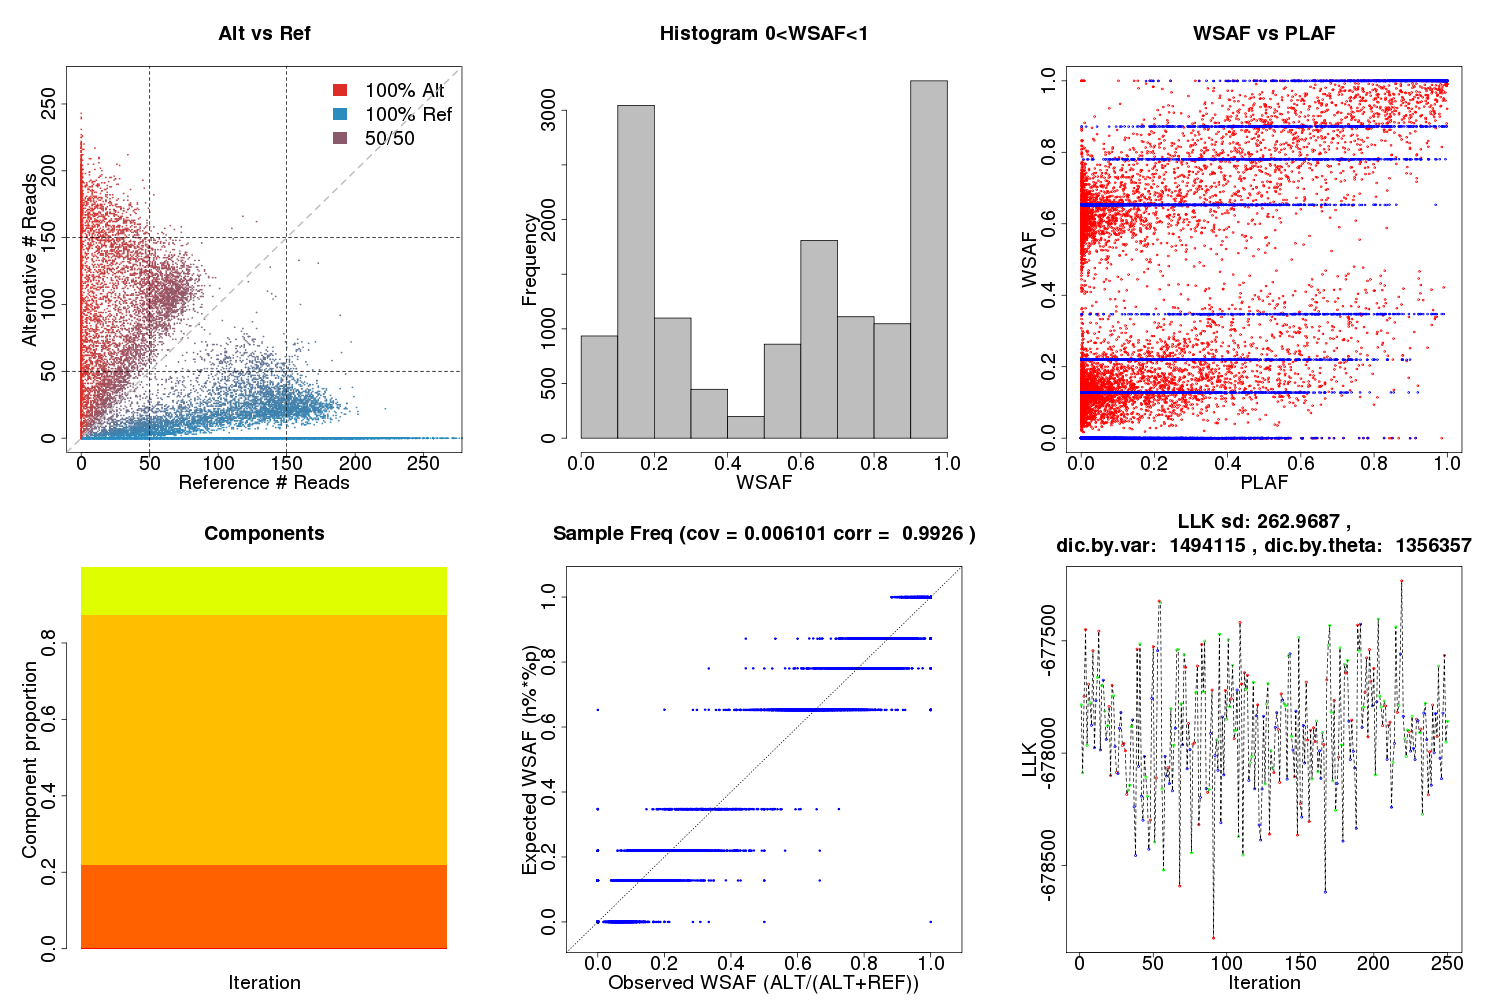 Alt vs Ref
100% Alt
100% Ref
50/50
Alternative # Reads
0
50
100
150
200
250
0
50
100
150
200
250
Reference # Reads
Histogram 0<WSAF<1
Frequency
0
500
1000
2000
3000
0.0
0.2
0.4
0.6
0.8
1.0
WSAF
WSAF vs PLAF
WSAF
0.0
0.2
0.4
0.6
0.8
1.0
0.0
0.2
0.4
0.6
0.8
1.0
PLAF
Components
Component proportion
0.0
0.2
0.4
0.6
0.8
Iteration
Sample Freq (cov = 0.006101 corr = 0.9926 )
Expected WSAF (h%*%p)
0.0
0.2
0.4
0.6
0.8
1.0
0.0
0.2
0.4
0.6
0.8
1.0
Observed WSAF (ALT/(ALT+REF))
LLK sd: 262.9687 ,
dic.by.var: 1494115 , dic.by.theta: 1356357
LLK
-678500
-678000
-677500
0
50
100
150
200
250
Iteration